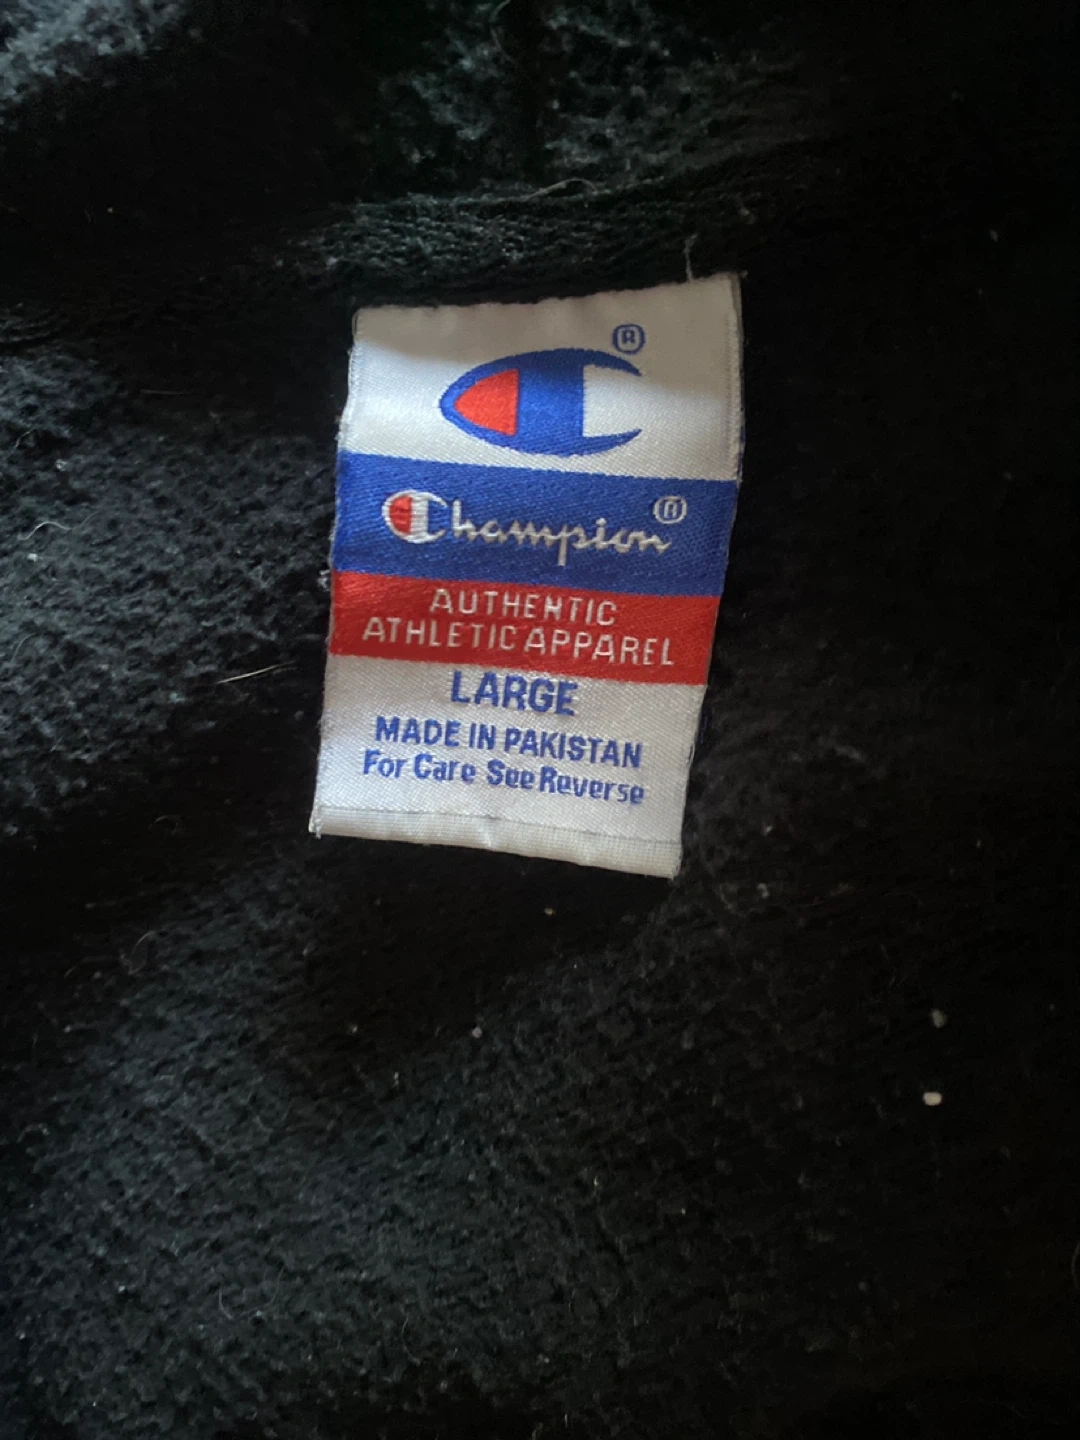 ®
Champion®
AUTHENTIC
ATHLETIC APPAREL
LARGE
MADE IN PAKISTAN
For Care See Reverse